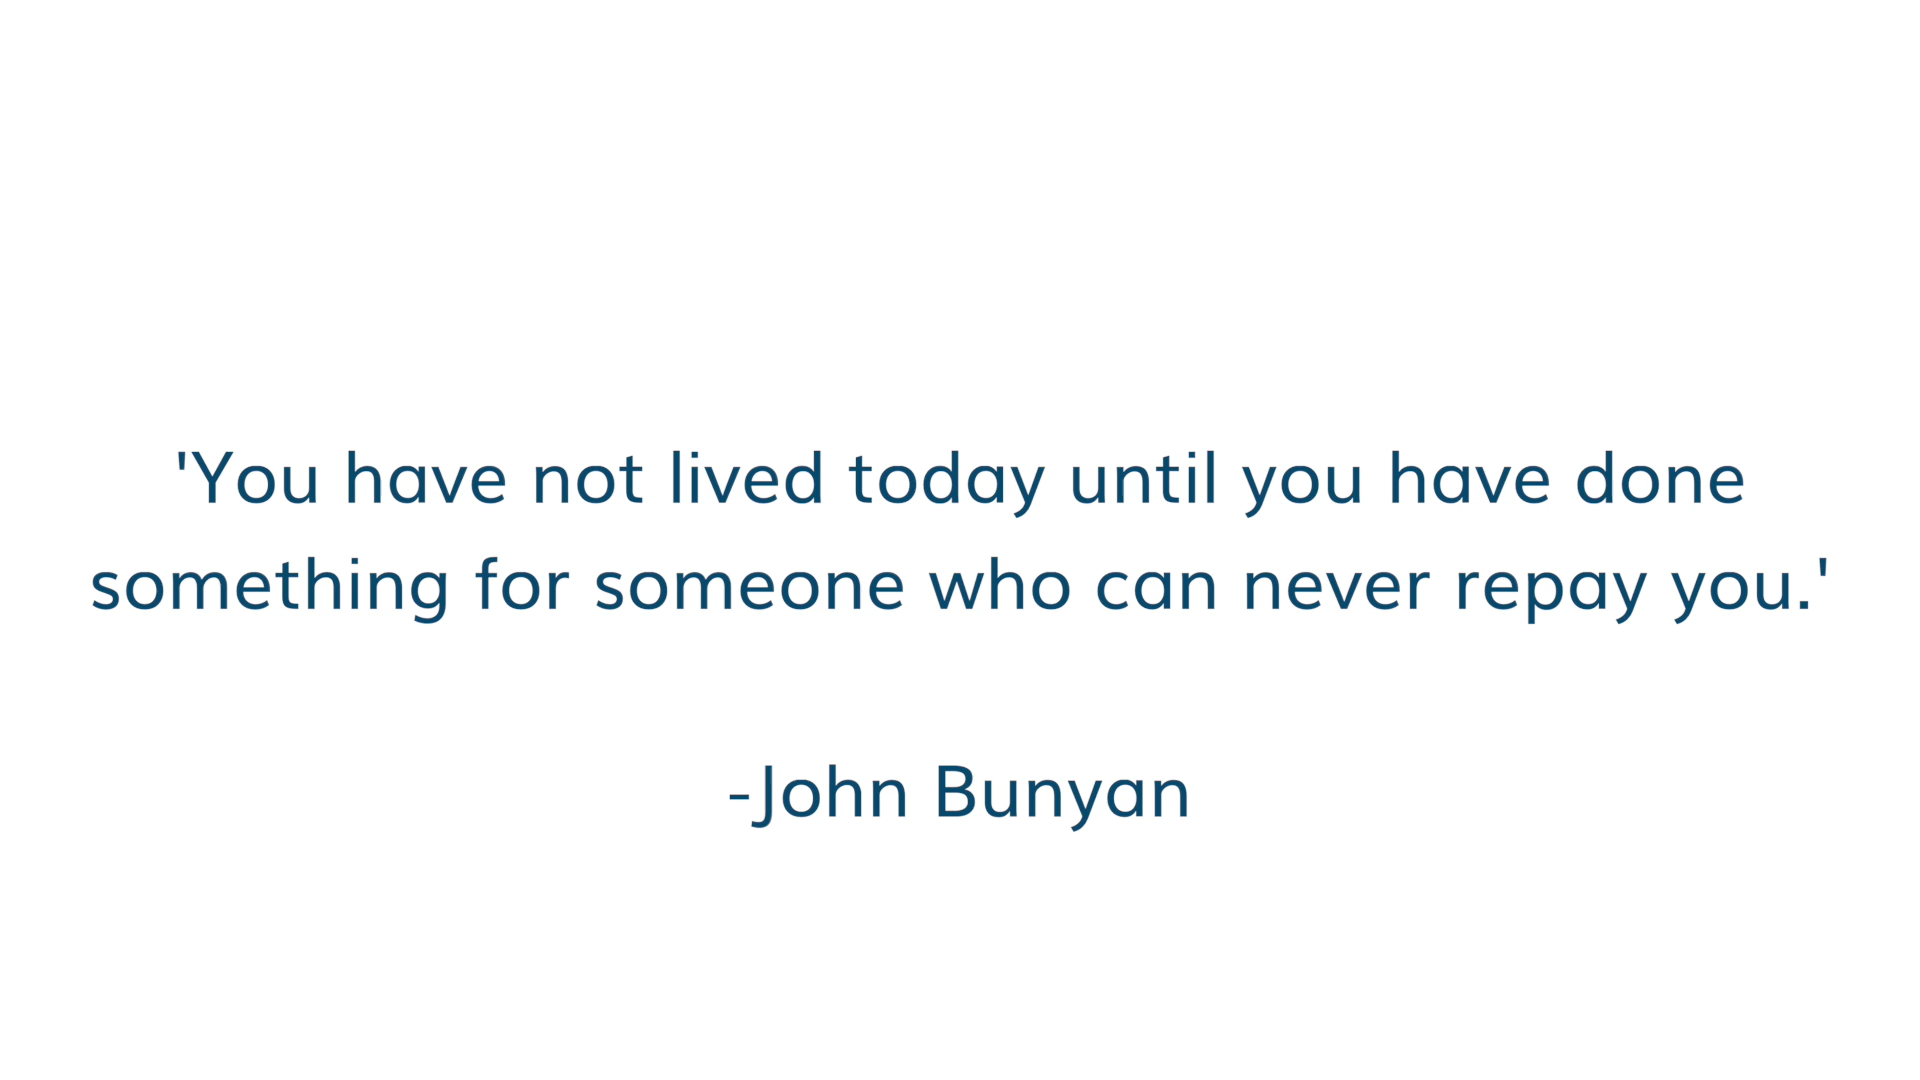 'You have not lived today until you have done
something for someone who can never repay you.'
-John Bunyan